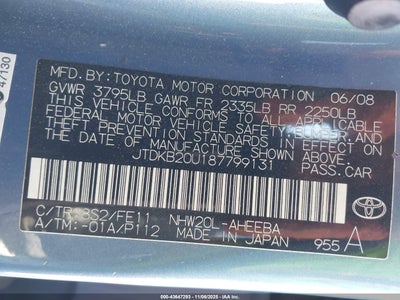 47130
MFD.BY:TOYOTA MOTOR CORPORATION 06/08
GVWR 3795LB GAWR FR 2335LB RR 2250LB
THIS VEHICLE CONFORMS TO ALL APPLICABLE
FEDERAL MOTOR VEHICLE SAFETY, BUMPER, AND
THEFT PREVENTION STANDARDS IN EFFECT ON
THE DATE OF MANUFACTURE SHOWN ABOVE.
JTDKB20U187799131 PASS.CAR
C/TR: 8S2/FE11 NHW20L-AHEEBA
A/TM:-01A/P112 MADE IN JAPAN 955 A
TOYOTA
000-43647293 - 11/06/2025 -